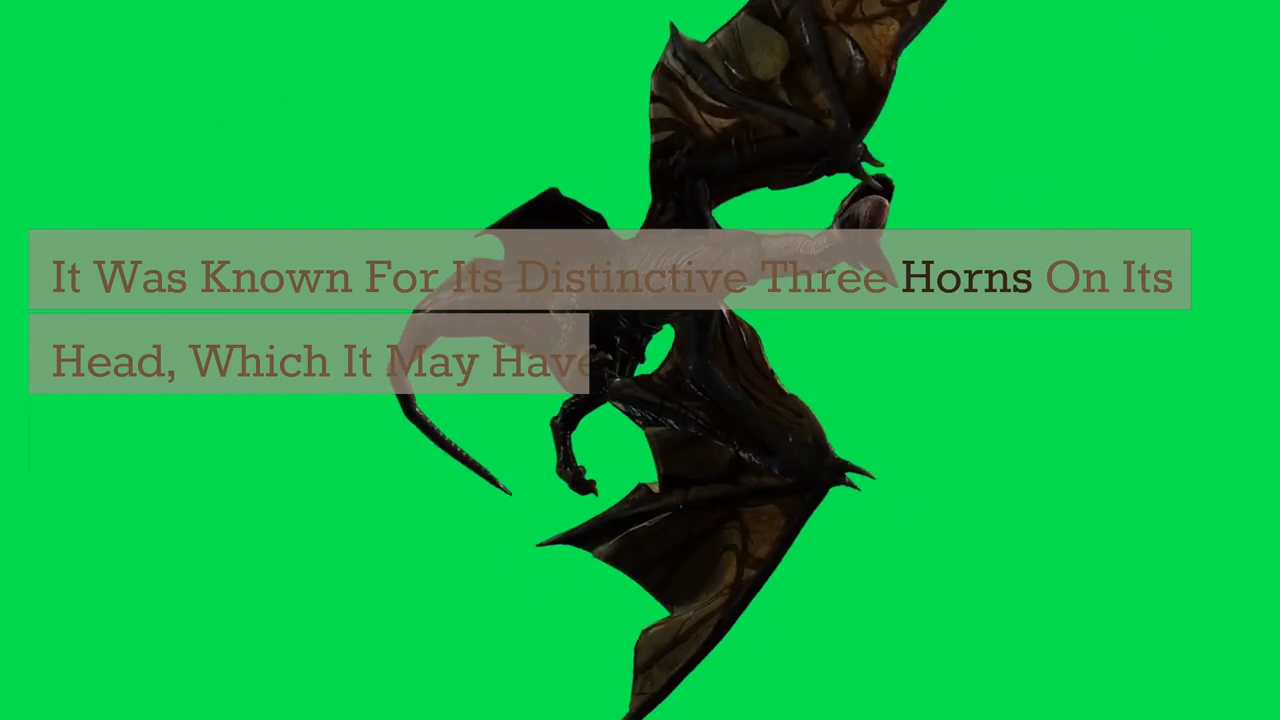 It Was Known For Its Distinctive Three Horns On Its
Head, Which It May Have